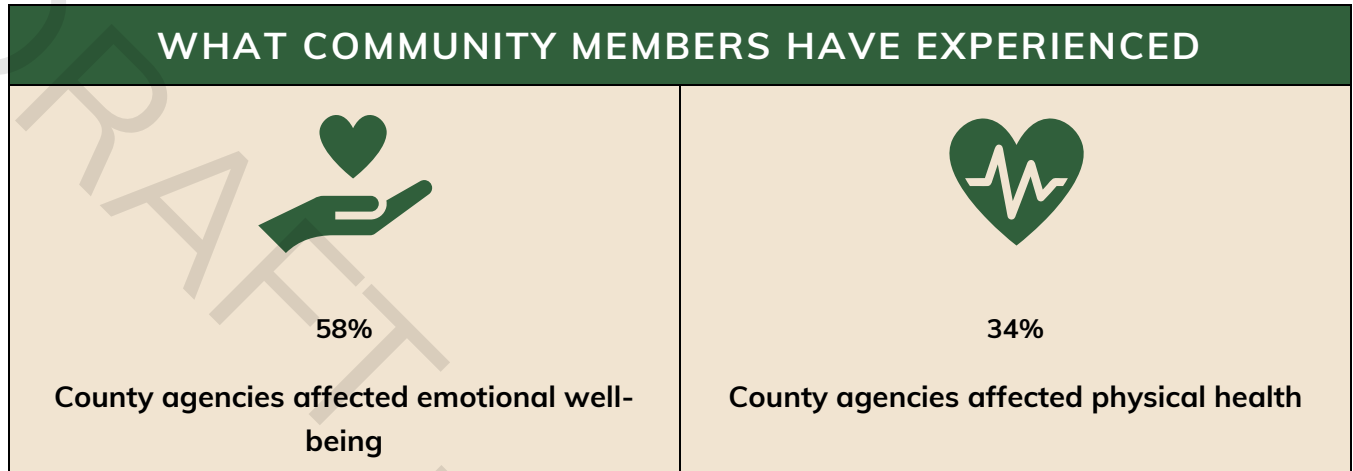 WHAT COMMUNITY MEMBERS HAVE EXPERIENCED
DRAFT
58%
County agencies affected emotional well-
being
34%
County agencies affected physical health